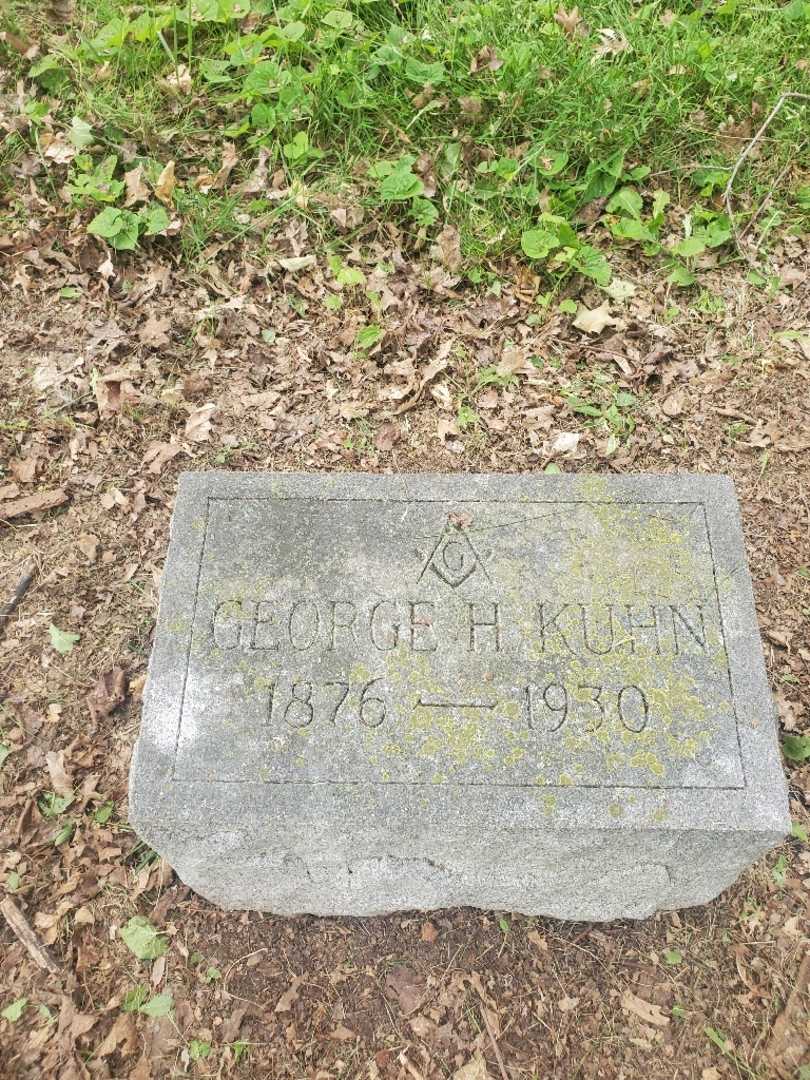 G
GEORGE H. KUHN
1876 — 1930